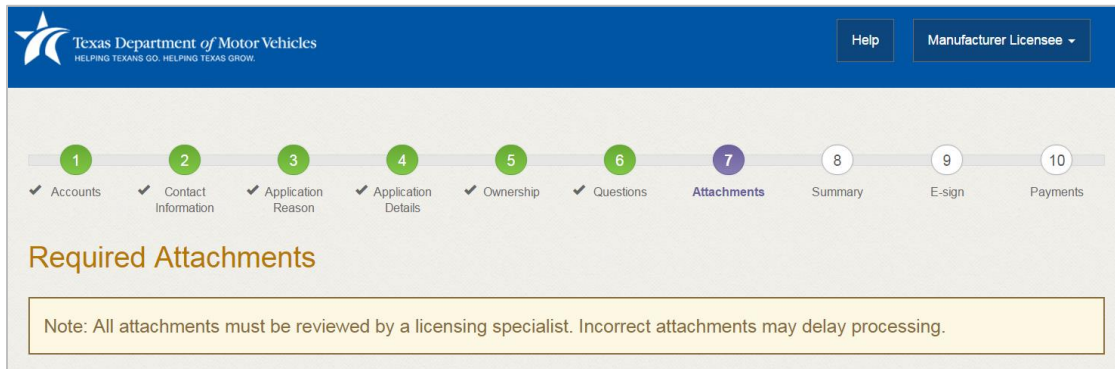 Texas Department of Motor Vehicles
HELPING TEXANS GO. HELPING TEXAS GROW.
Help
Manufacturer Licensee
1
2
3
4
5
6
7
8
9
10
Accounts
Contact
Information
Application
Reason
Application
Details
Ownership
Questions
Attachments
Summary
E-sign
Payments
Required Attachments
Note: All attachments must be reviewed by a licensing specialist. Incorrect attachments may delay processing.